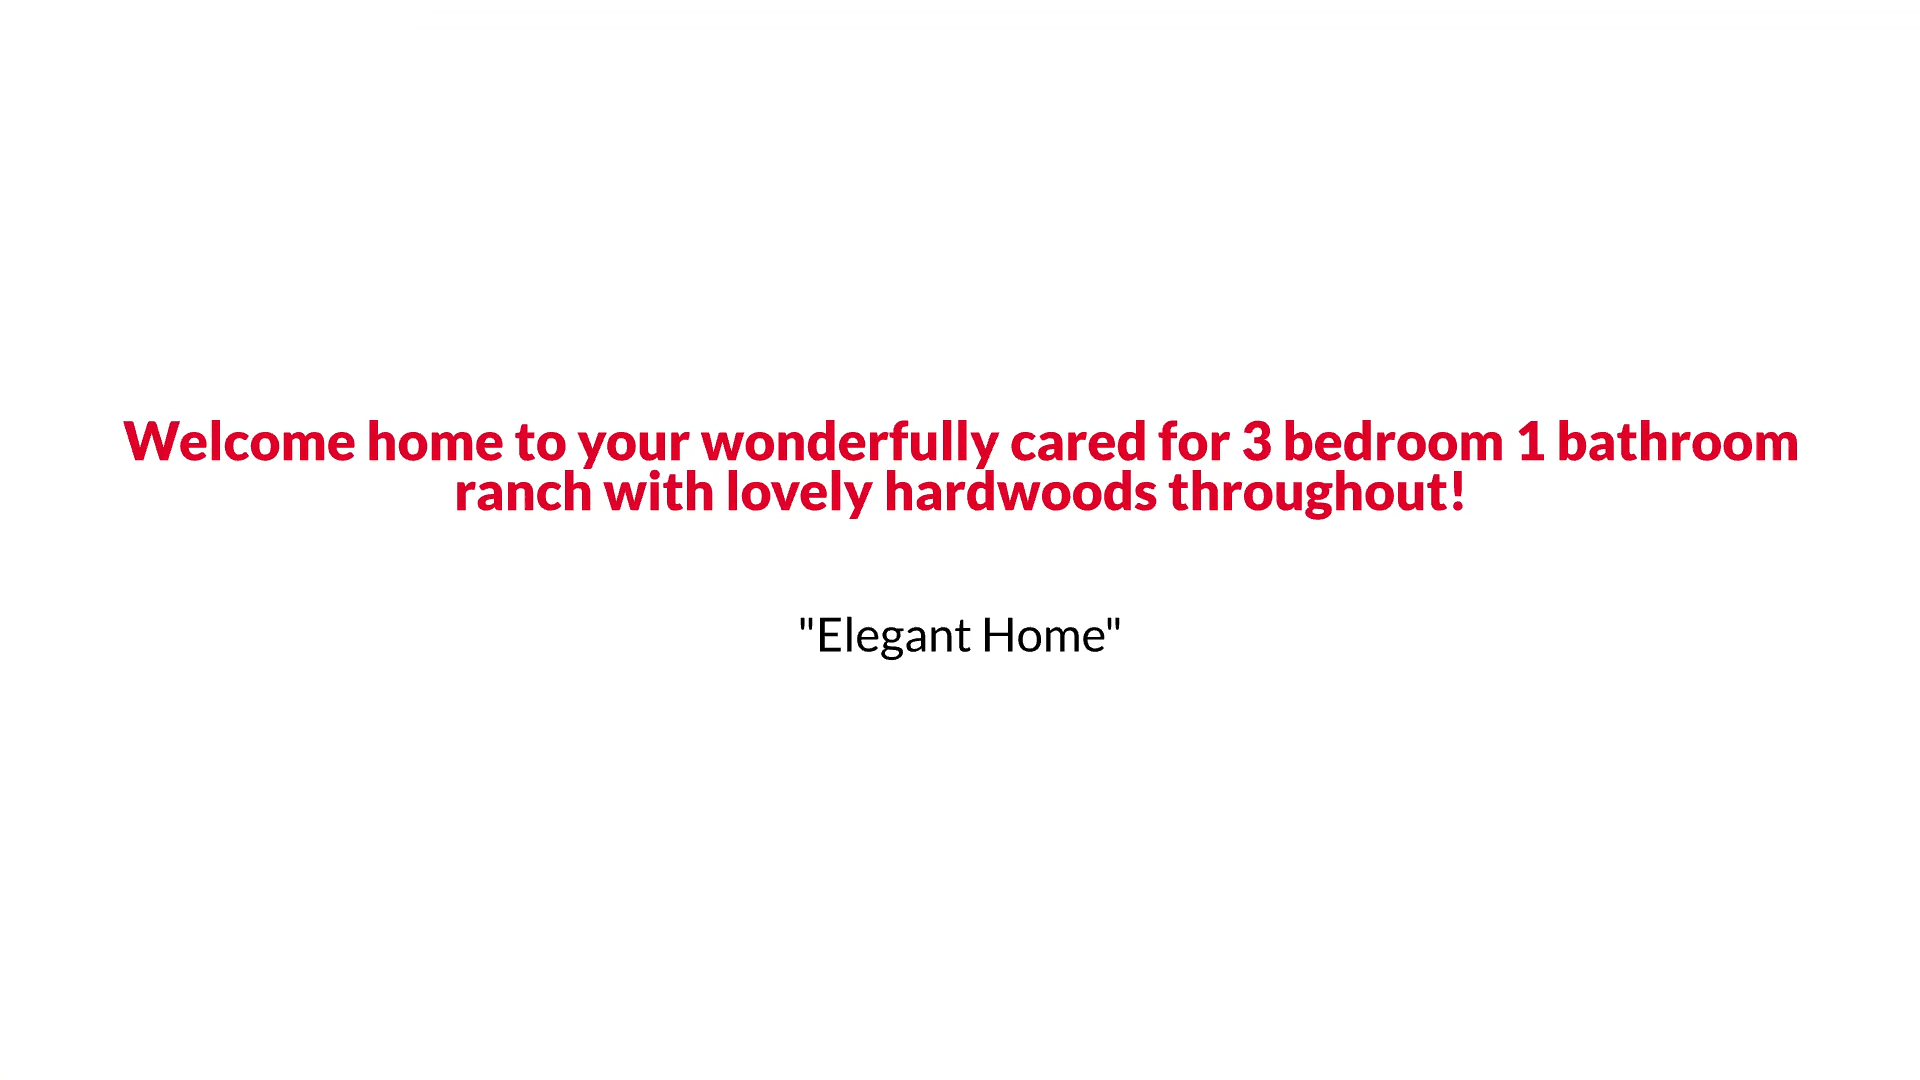 Welcome home to your wonderfully cared for 3 bedroom 1 bathroom
ranch with lovely hardwoods throughout!
"Elegant Home"